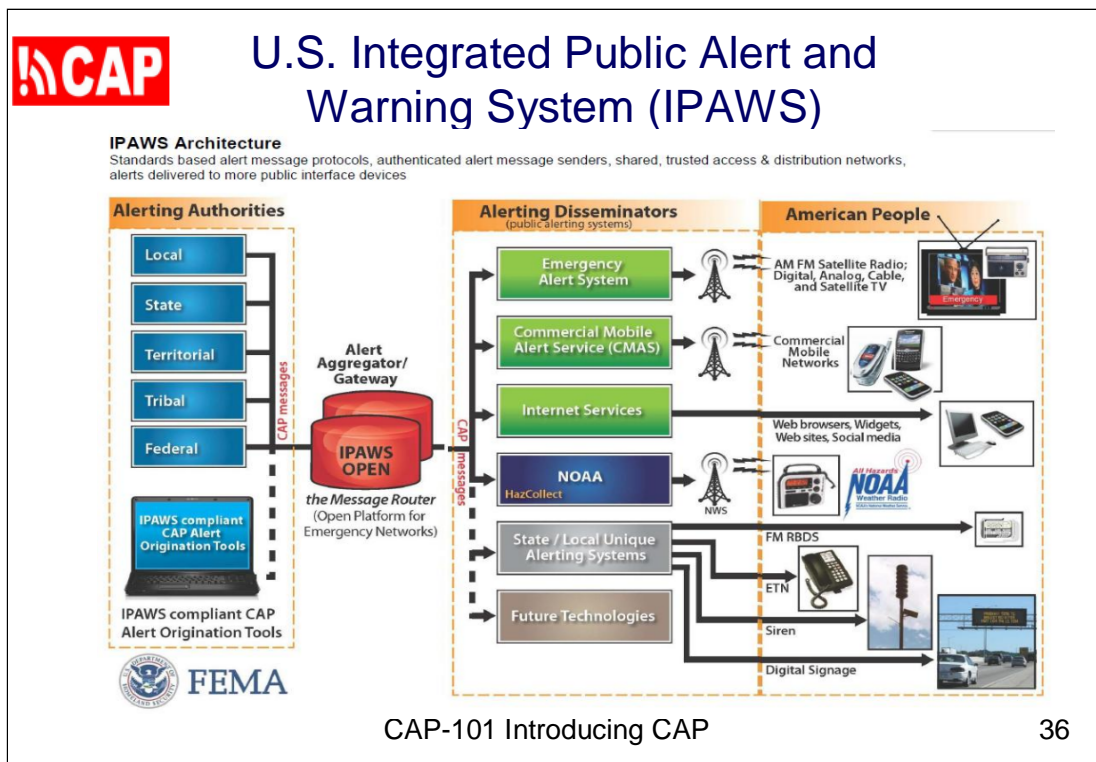 CAP
U.S. Integrated Public Alert and
Warning System (IPAWS)
IPAWS Architecture
Standards based alert message protocols, authenticated alert message senders, shared, trusted access & distribution networks,
alerts delivered to more public interface devices
Alerting Authorities
Local
State
Territorial
Tribal
Federal
CAP messages
IPAWS compliant
CAP Alert
Origination Tools
IPAWS compliant CAP
Alert Origination Tools
FEMA
Alert
Aggregator/
Gateway
IPAWS
OPEN
the Message Router
(Open Platform for
Emergency Networks)
CAP messages
Alerting Disseminators
(public alerting systems)
Emergency
Alert System
Commercial Mobile
Alert Service (CMAS)
Internet Services
NOAA
HazCollect
NWS
State / Local Unique
Alerting Systems
Future Technologies
American People
AM FM Satellite Radio;
Digital, Analog, Cable,
and Satellite TV
Emergency
Commercial
Mobile
Networks
Web browsers, Widgets,
Web sites, Social media
All Hazards
NOAA
Weather Radio
FM RBDS
ETN
Siren
Digital Signage
CAP-101 Introducing CAP
36